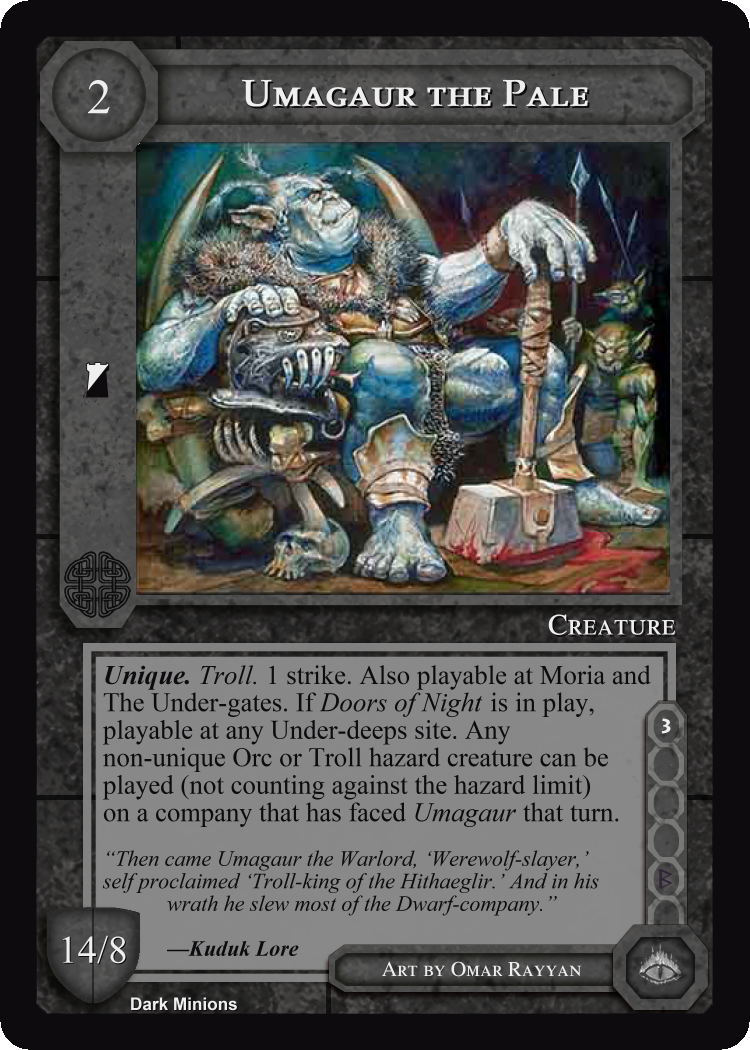 2
UMAGAUR THE PALE
CREATURE
Unique. Troll. 1 strike. Also playable at Moria and
The Under-gates. If Doors of Night is in play,
playable at any Under-deeps site. Any
non-unique Orc or Troll hazard creature can be
played (not counting against the hazard limit)
on a company that has faced Umagaur that turn.
3
“Then came Umagaur the Warlord, ‘Werewolf-slayer,’
self proclaimed ‘Troll-king of the Hithaeglir.’ And in his
wrath he slew most of the Dwarf-company.”
14/8
—Kuduk Lore
ART BY OMAR RAYYAN
Dark Minions